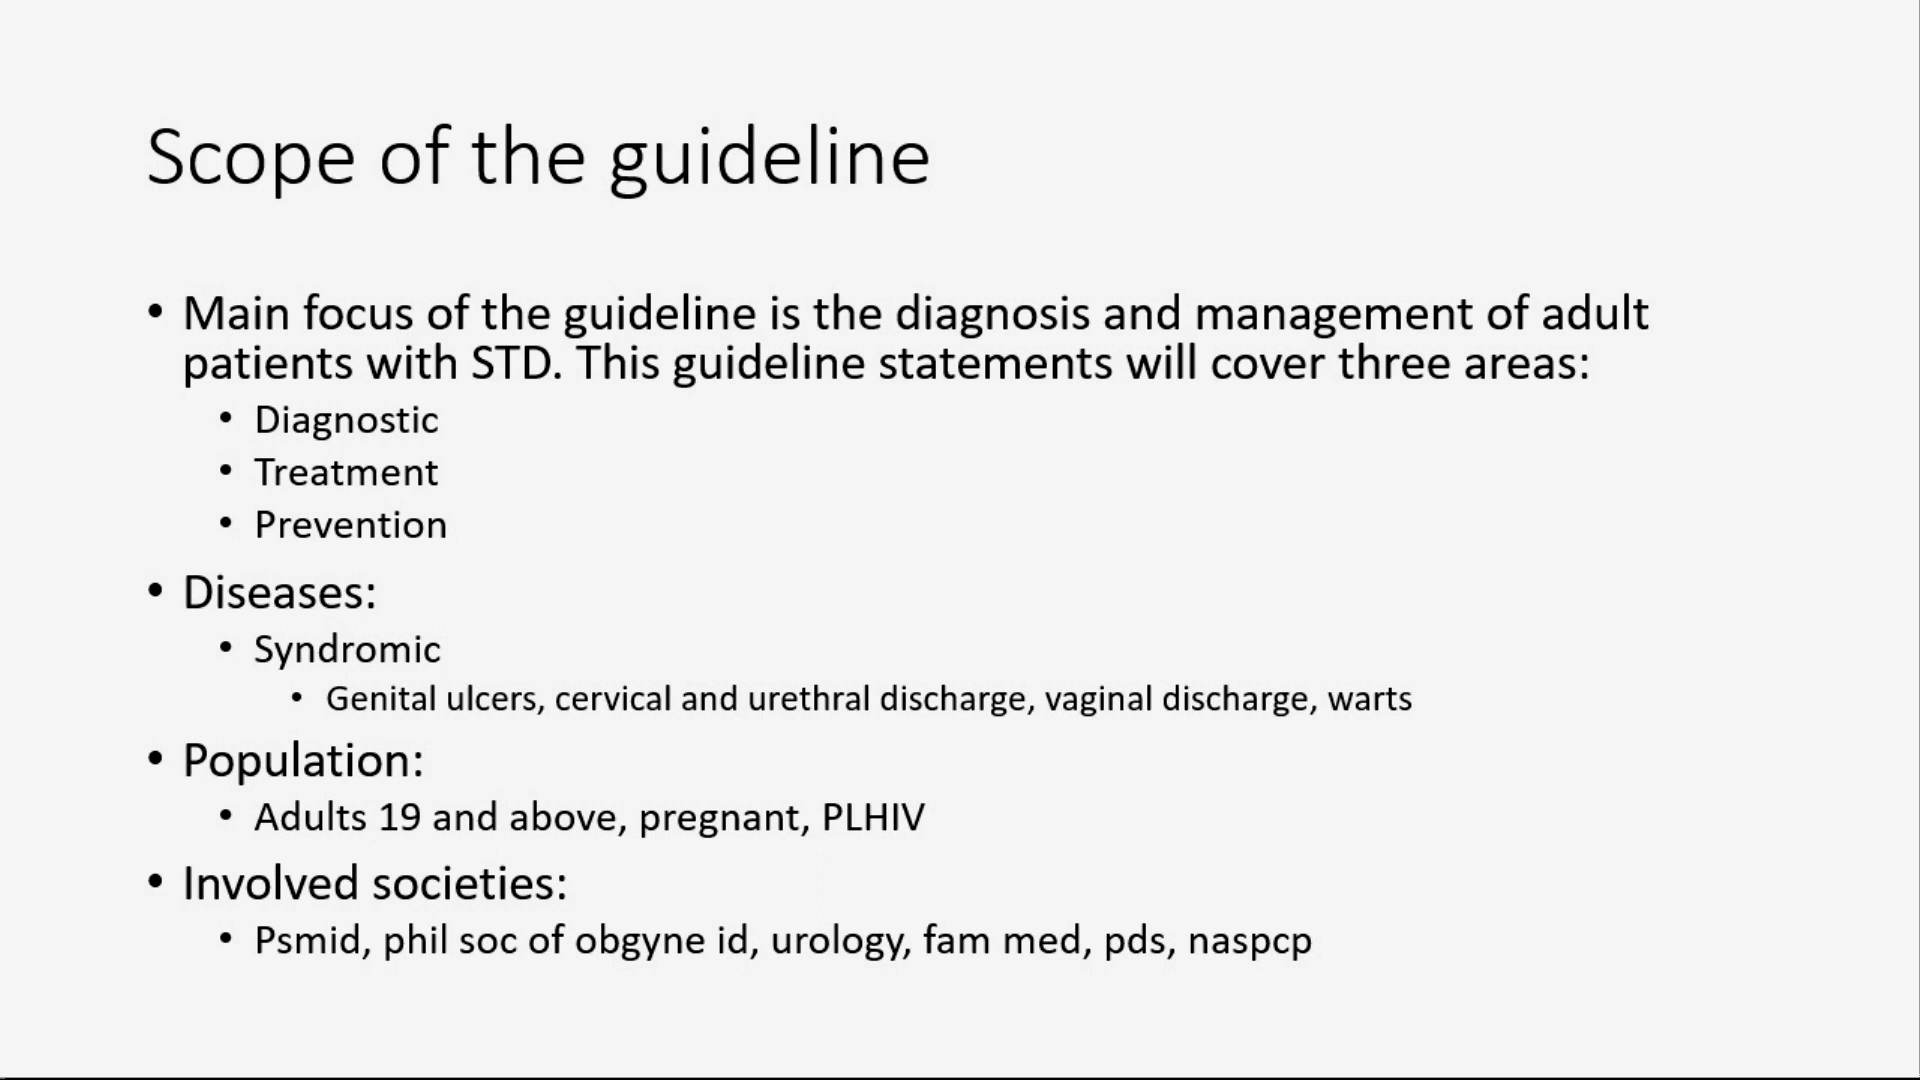 Scope of the guideline
• Main focus of the guideline is the diagnosis and management of adult
patients with STD. This guideline statements will cover three areas:
• Diagnostic
• Treatment
• Prevention
• Diseases:
• Syndromic
• Genital ulcers, cervical and urethral discharge, vaginal discharge, warts
• Population:
• Adults 19 and above, pregnant, PLHIV
• Involved societies:
• Psmid, phil soc of obgyne id, urology, fam med, pds, naspcp